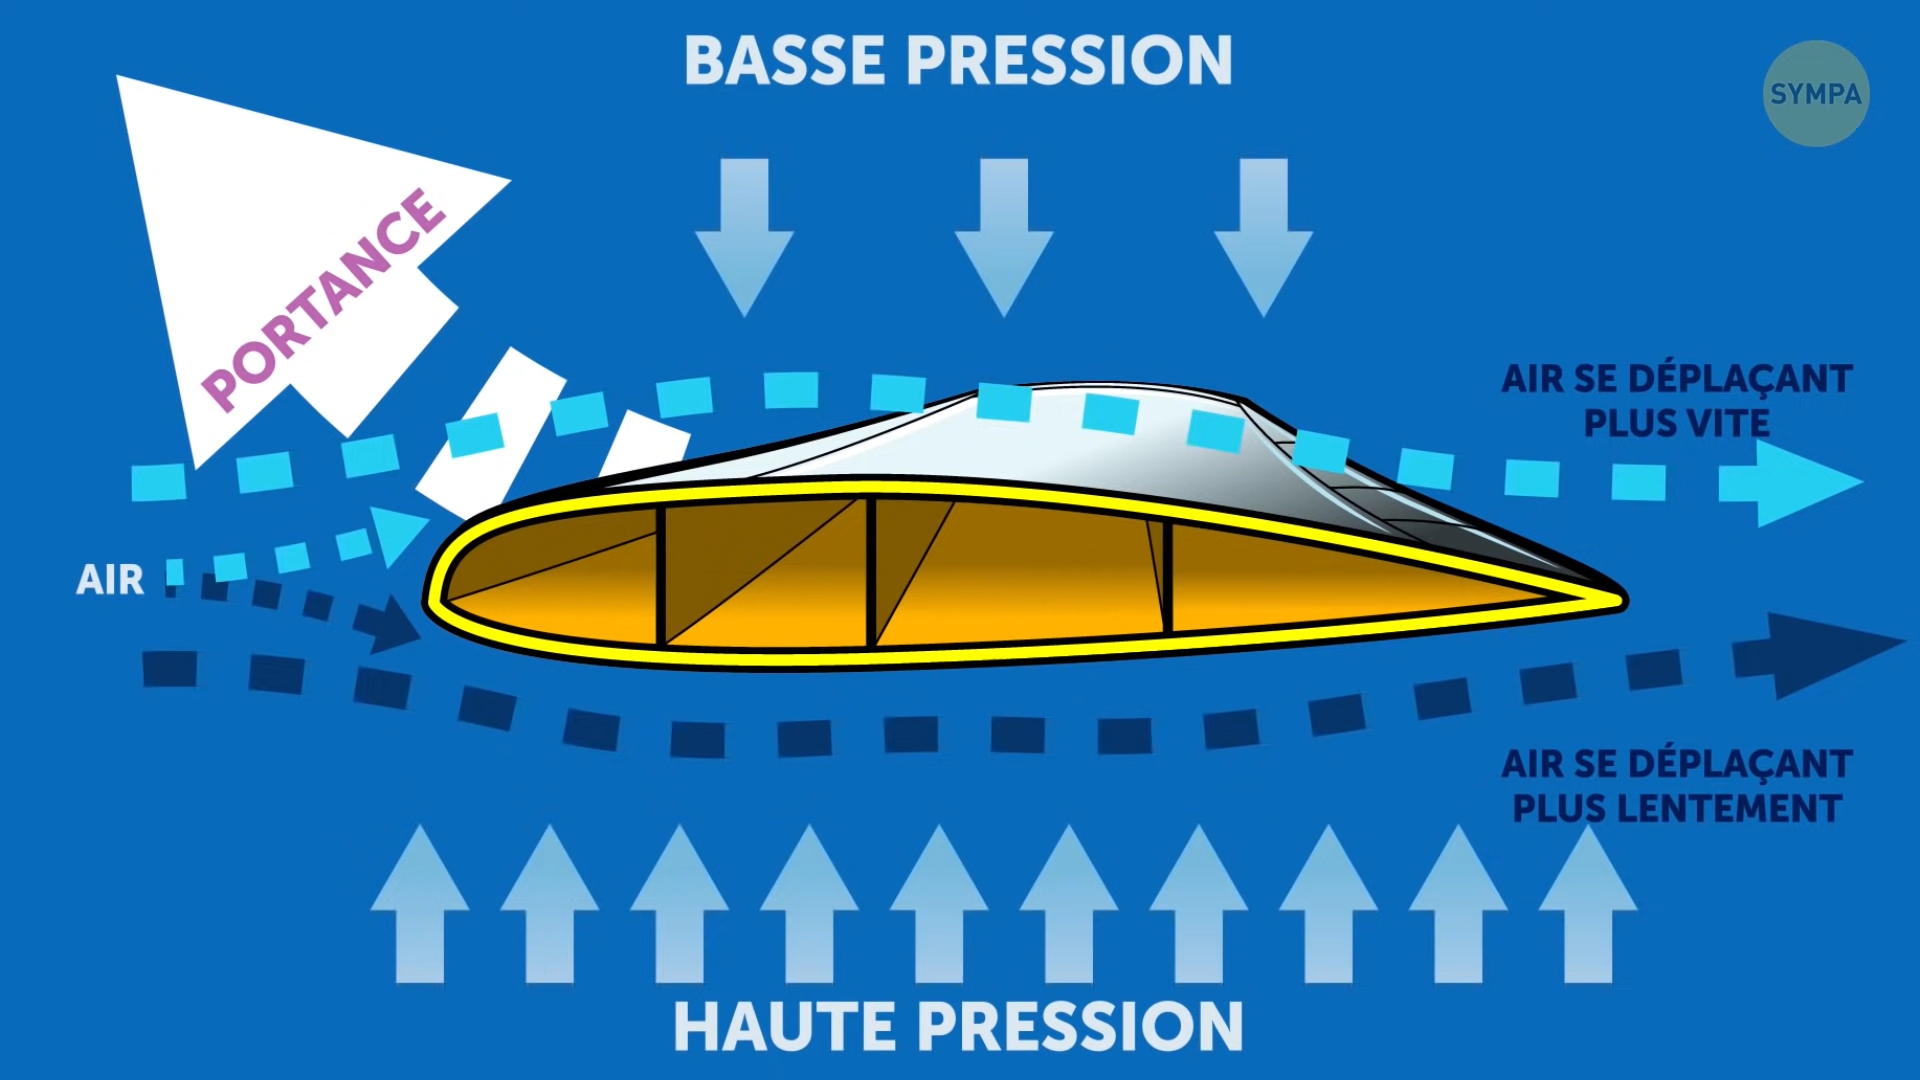 BASSE PRESSION
SYMPA
PORTANCE
AIR SE DÉPLAÇANT
PLUS VITE
AIR
AIR SE DÉPLAÇANT
PLUS LENTEMENT
HAUTE PRESSION